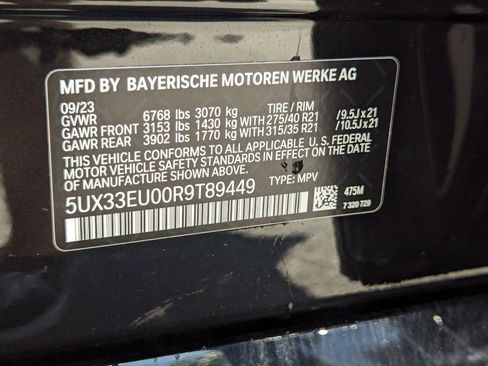 MFD BY BAYERISCHE MOTOREN WERKE AG
09/23
GVWR 6768 lbs 3070 kg TIRE / RIM
GAWR FRONT 3153 lbs 1430 kg WITH 275/40 R21 /9.5J x 21
GAWR REAR 3902 lbs 1770 kg WITH 315/35 R21 /10.5J x 21
THIS VEHICLE CONFORMS TO ALL APPLICABLE U. S. FEDERAL
MOTOR VEHICLE SAFETY STANDARDS IN EFFECT ON THE DATE
OF MANUFACTURE SHOWN ABOVE.
5UX33EU00R9T89449 TYPE: MPV
475M
7 320 729